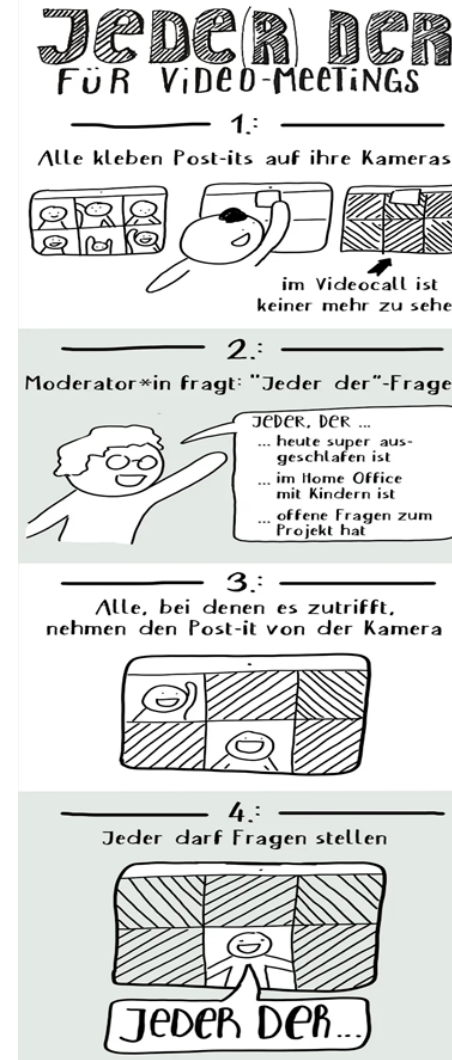 JEDE(R) DER
FÜR ViDEO-MEETiNGS
1.:
Alle kleben Post-its auf ihre Kameras
im Videocall ist
keiner mehr zu sehe
2.:
Moderator*in fragt: "Jeder der"-Frage
JEDER, DER ...
... heute super aus-
geschlafen ist
... im Home Office
mit Kindern ist
... offene Fragen zum
Projekt hat
3.:
Alle, bei denen es zutrifft,
nehmen den Post-it von der Kamera
4.:
Jeder darf Fragen stellen
JEDER DER...